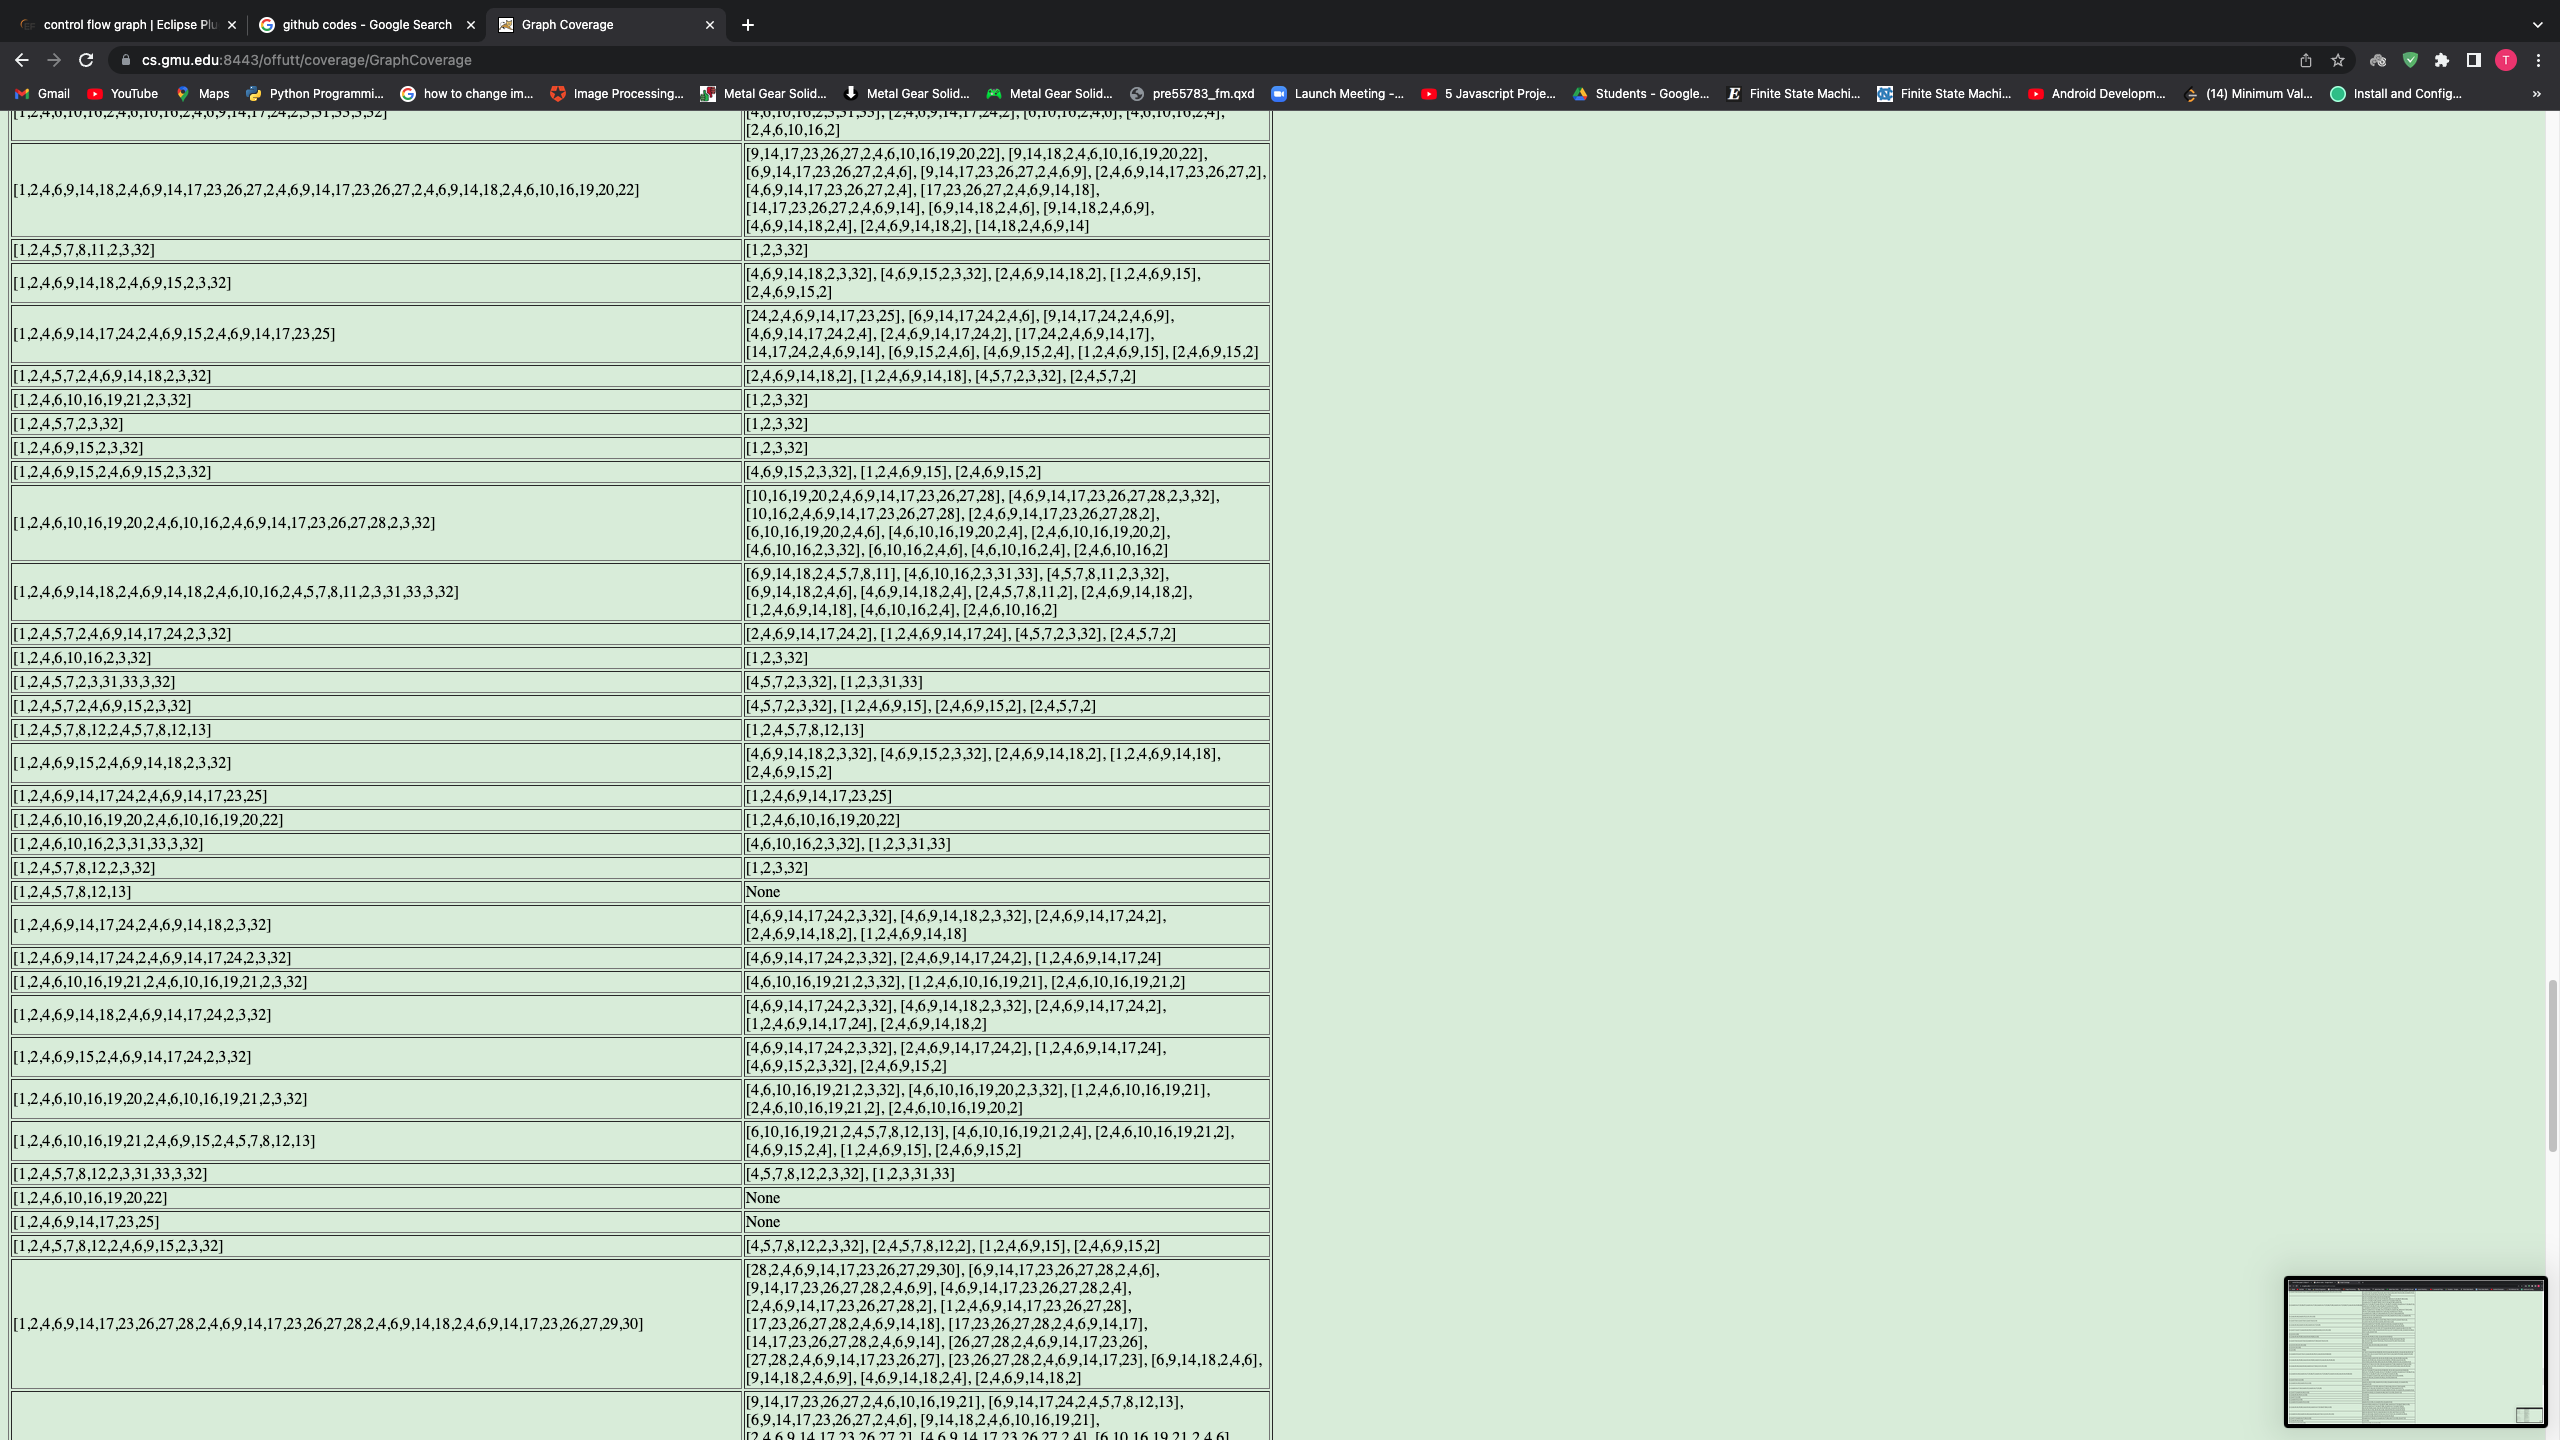 control flow graph | Eclipse Plu
github codes - Google Search
Graph Coverage
cs.gmu.edu:8443/offutt/coverage/GraphCoverage
T
Gmail
YouTube
Maps
Python Programmi...
how to change im...
Image Processing...
Metal Gear Solid...
Metal Gear Solid...
Metal Gear Solid...
pre55783_fm.qxd
Launch Meeting -...
5 Javascript Proje...
Students - Google...
Finite State Machi...
Finite State Machi...
Android Developm...
(14) Minimum Val...
Install and Config...
»
[1,2,4,6,10,16,2,4,6,10,16,2,4,6,9,14,17,24,2,3,31,33,3,32]
[4,6,10,16,2,3,31,33], [2,4,6,9,14,17,24,2], [6,10,16,2,4,6], [4,6,10,16,2,4],
[2,4,6,10,16,2]
[1,2,4,6,9,14,18,2,4,6,9,14,17,23,26,27,2,4,6,9,14,17,23,26,27,2,4,6,9,14,18,2,4,6,10,16,19,20,22]
[9,14,17,23,26,27,2,4,6,10,16,19,20,22], [9,14,18,2,4,6,10,16,19,20,22],
[6,9,14,17,23,26,27,2,4,6], [9,14,17,23,26,27,2,4,6,9], [2,4,6,9,14,17,23,26,27,2],
[4,6,9,14,17,23,26,27,2,4], [17,23,26,27,2,4,6,9,14,18],
[14,17,23,26,27,2,4,6,9,14], [6,9,14,18,2,4,6], [9,14,18,2,4,6,9],
[4,6,9,14,18,2,4], [2,4,6,9,14,18,2], [14,18,2,4,6,9,14]
[1,2,4,5,7,8,11,2,3,32]
[1,2,3,32]
[1,2,4,6,9,14,18,2,4,6,9,15,2,3,32]
[4,6,9,14,18,2,3,32], [4,6,9,15,2,3,32], [2,4,6,9,14,18,2], [1,2,4,6,9,15],
[2,4,6,9,15,2]
[1,2,4,6,9,14,17,24,2,4,6,9,15,2,4,6,9,14,17,23,25]
[24,2,4,6,9,14,17,23,25], [6,9,14,17,24,2,4,6], [9,14,17,24,2,4,6,9],
[4,6,9,14,17,24,2,4], [2,4,6,9,14,17,24,2], [17,24,2,4,6,9,14,17],
[14,17,24,2,4,6,9,14], [6,9,15,2,4,6], [4,6,9,15,2,4], [1,2,4,6,9,15], [2,4,6,9,15,2]
[1,2,4,5,7,2,4,6,9,14,18,2,3,32]
[2,4,6,9,14,18,2], [1,2,4,6,9,14,18], [4,5,7,2,3,32], [2,4,5,7,2]
[1,2,4,6,10,16,19,21,2,3,32]
[1,2,3,32]
[1,2,4,5,7,2,3,32]
[1,2,3,32]
[1,2,4,6,9,15,2,3,32]
[1,2,3,32]
[1,2,4,6,9,15,2,4,6,9,15,2,3,32]
[4,6,9,15,2,3,32], [1,2,4,6,9,15], [2,4,6,9,15,2]
[1,2,4,6,10,16,19,20,2,4,6,10,16,2,4,6,9,14,17,23,26,27,28,2,3,32]
[10,16,19,20,2,4,6,9,14,17,23,26,27,28], [4,6,9,14,17,23,26,27,28,2,3,32],
[10,16,2,4,6,9,14,17,23,26,27,28], [2,4,6,9,14,17,23,26,27,28,2],
[6,10,16,19,20,2,4,6], [4,6,10,16,19,20,2,4], [2,4,6,10,16,19,20,2],
[4,6,10,16,2,3,32], [6,10,16,2,4,6], [4,6,10,16,2,4], [2,4,6,10,16,2]
[1,2,4,6,9,14,18,2,4,6,9,14,18,2,4,6,10,16,2,4,5,7,8,11,2,3,31,33,3,32]
[6,9,14,18,2,4,5,7,8,11], [4,6,10,16,2,3,31,33], [4,5,7,8,11,2,3,32],
[6,9,14,18,2,4,6], [4,6,9,14,18,2,4], [2,4,5,7,8,11,2], [2,4,6,9,14,18,2],
[1,2,4,6,9,14,18], [4,6,10,16,2,4], [2,4,6,10,16,2]
[1,2,4,5,7,2,4,6,9,14,17,24,2,3,32]
[2,4,6,9,14,17,24,2], [1,2,4,6,9,14,17,24], [4,5,7,2,3,32], [2,4,5,7,2]
[1,2,4,6,10,16,2,3,32]
[1,2,3,32]
[1,2,4,5,7,2,3,31,33,3,32]
[4,5,7,2,3,32], [1,2,3,31,33]
[1,2,4,5,7,2,4,6,9,15,2,3,32]
[4,5,7,2,3,32], [1,2,4,6,9,15], [2,4,6,9,15,2], [2,4,5,7,2]
[1,2,4,5,7,8,12,2,4,5,7,8,12,13]
[1,2,4,5,7,8,12,13]
[1,2,4,6,9,15,2,4,6,9,14,18,2,3,32]
[4,6,9,14,18,2,3,32], [4,6,9,15,2,3,32], [2,4,6,9,14,18,2], [1,2,4,6,9,14,18],
[2,4,6,9,15,2]
[1,2,4,6,9,14,17,24,2,4,6,9,14,17,23,25]
[1,2,4,6,9,14,17,23,25]
[1,2,4,6,10,16,19,20,2,4,6,10,16,19,20,22]
[1,2,4,6,10,16,19,20,22]
[1,2,4,6,10,16,2,3,31,33,3,32]
[4,6,10,16,2,3,32], [1,2,3,31,33]
[1,2,4,5,7,8,12,2,3,32]
[1,2,3,32]
[1,2,4,5,7,8,12,13]
None
[1,2,4,6,9,14,17,24,2,4,6,9,14,18,2,3,32]
[4,6,9,14,17,24,2,3,32], [4,6,9,14,18,2,3,32], [2,4,6,9,14,17,24,2],
[2,4,6,9,14,18,2], [1,2,4,6,9,14,18]
[1,2,4,6,9,14,17,24,2,4,6,9,14,17,24,2,3,32]
[4,6,9,14,17,24,2,3,32], [2,4,6,9,14,17,24,2], [1,2,4,6,9,14,17,24]
[1,2,4,6,10,16,19,21,2,4,6,10,16,19,21,2,3,32]
[4,6,10,16,19,21,2,3,32], [1,2,4,6,10,16,19,21], [2,4,6,10,16,19,21,2]
[1,2,4,6,9,14,18,2,4,6,9,14,17,24,2,3,32]
[4,6,9,14,17,24,2,3,32], [4,6,9,14,18,2,3,32], [2,4,6,9,14,17,24,2],
[1,2,4,6,9,14,17,24], [2,4,6,9,14,18,2]
[1,2,4,6,9,15,2,4,6,9,14,17,24,2,3,32]
[4,6,9,14,17,24,2,3,32], [2,4,6,9,14,17,24,2], [1,2,4,6,9,14,17,24],
[4,6,9,15,2,3,32], [2,4,6,9,15,2]
[1,2,4,6,10,16,19,20,2,4,6,10,16,19,21,2,3,32]
[4,6,10,16,19,21,2,3,32], [4,6,10,16,19,20,2,3,32], [1,2,4,6,10,16,19,21],
[2,4,6,10,16,19,21,2], [2,4,6,10,16,19,20,2]
[1,2,4,6,10,16,19,21,2,4,6,9,15,2,4,5,7,8,12,13]
[6,10,16,19,21,2,4,5,7,8,12,13], [4,6,10,16,19,21,2,4], [2,4,6,10,16,19,21,2],
[4,6,9,15,2,4], [1,2,4,6,9,15], [2,4,6,9,15,2]
[1,2,4,5,7,8,12,2,3,31,33,3,32]
[4,5,7,8,12,2,3,32], [1,2,3,31,33]
[1,2,4,6,10,16,19,20,22]
None
[1,2,4,6,9,14,17,23,25]
None
[1,2,4,5,7,8,12,2,4,6,9,15,2,3,32]
[4,5,7,8,12,2,3,32], [2,4,5,7,8,12,2], [1,2,4,6,9,15], [2,4,6,9,15,2]
[1,2,4,6,9,14,17,23,26,27,28,2,4,6,9,14,17,23,26,27,28,2,4,6,9,14,18,2,4,6,9,14,17,23,26,27,29,30]
[28,2,4,6,9,14,17,23,26,27,29,30], [6,9,14,17,23,26,27,28,2,4,6],
[9,14,17,23,26,27,28,2,4,6,9], [4,6,9,14,17,23,26,27,28,2,4],
[2,4,6,9,14,17,23,26,27,28,2], [1,2,4,6,9,14,17,23,26,27,28],
[17,23,26,27,28,2,4,6,9,14,18], [17,23,26,27,28,2,4,6,9,14,17],
[14,17,23,26,27,28,2,4,6,9,14], [26,27,28,2,4,6,9,14,17,23,26],
[27,28,2,4,6,9,14,17,23,26,27], [23,26,27,28,2,4,6,9,14,17,23], [6,9,14,18,2,4,6],
[9,14,18,2,4,6,9], [4,6,9,14,18,2,4], [2,4,6,9,14,18,2]
[9,14,17,23,26,27,2,4,6,10,16,19,21], [6,9,14,17,24,2,4,5,7,8,12,13],
[6,9,14,17,23,26,27,2,4,6], [9,14,18,2,4,6,10,16,19,21],
[2,4,6,9,14,17,23,26,27,2], [4,6,9,14,17,23,26,27,2,4], [6,10,16,19,21,2,4,6],